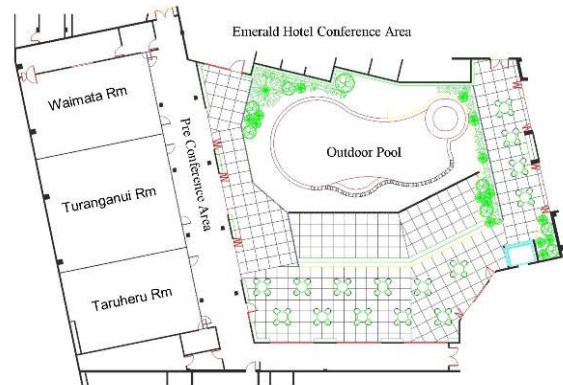 Emerald Hotel Conference Area
Waimata Rm
Pre Conference Area
Outdoor Pool
Turanganui Rm
Taruheru Rm